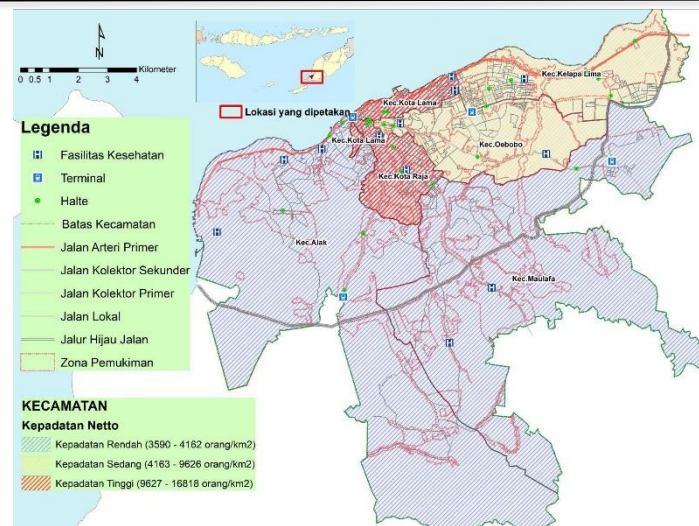 N
0 0.5 1 2 3 4
Kilometer
Lokasi yang dipetakan
Legenda
Fasilitas Kesehatan
Terminal
Halte
Batas Kecamatan
Jalan Arteri Primer
Jalan Kolektor Sekunder
Jalan Kolektor Primer
Jalan Lokal
Jalur Hijau Jalan
Zona Pemukiman
KECAMATAN
Kepadatan Netto
Kepadatan Rendah (3590 - 4162 orang/km2)
Kepadatan Sedang (4163 - 9626 orang/km2)
Kepadatan Tinggi (9627 - 16818 orang/km2)
Kec.Kelapa Lima
Kec.Kota Lama
Kec.Kota Lama
Kec.Oebobo
Kec.Kota Raja
Kec.Alak
Kec.Maulafa